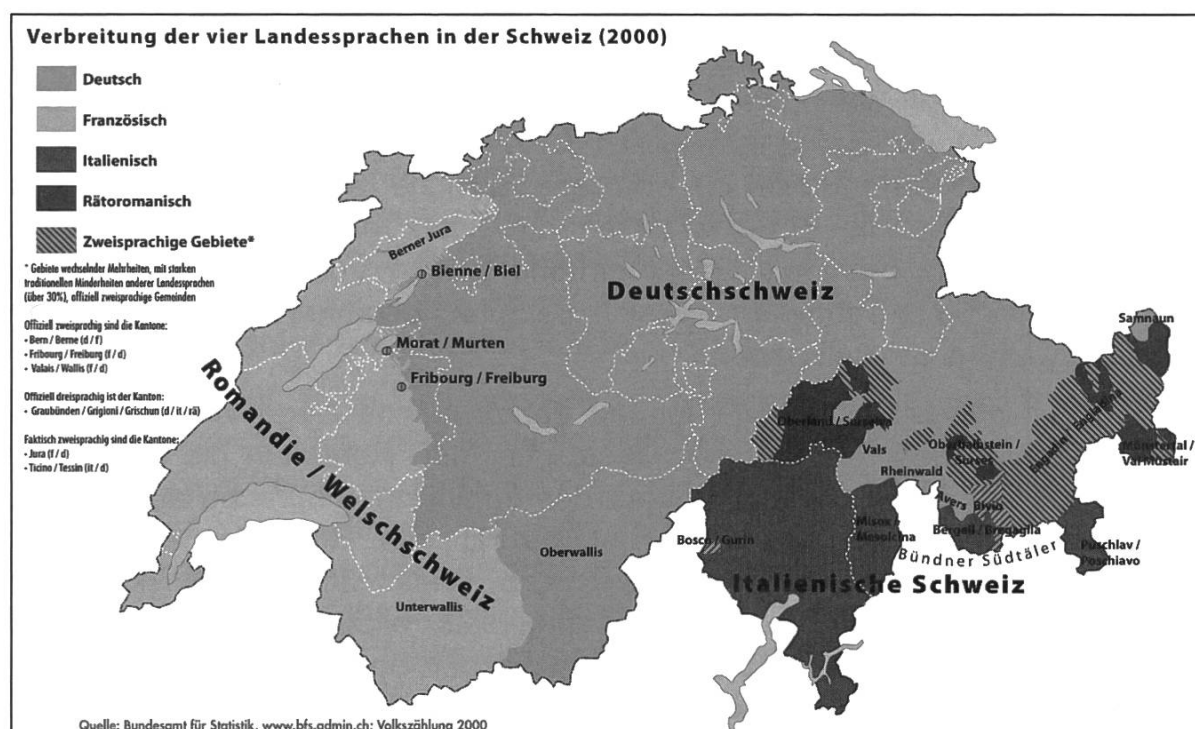 Verbreitung der vier Landessprachen in der Schweiz (2000)
Deutsch
Französisch
Italienisch
Rätoromanisch
Zweisprachige Gebiete*
* Gebiete wechselnder Mehrheiten, mit starken
traditionellen Minderheiten anderer Landessprachen
(über 30%), offiziell zweisprachige Gemeinden
Offiziell zweisprachig sind die Kantone:
• Bern / Berne (d / f)
• Fribourg / Freiburg (f / d)
• Valais / Wallis (f / d)
Offiziell dreisprachig ist der Kanton:
• Graubünden / Grigioni / Grischun (d / it / rä)
Faktisch zweisprachig sind die Kantone:
• Jura (f / d)
• Ticino / Tessin (it / d)
Berner Jura
Bienne / Biel
Deutschschweiz
Morat / Murten
Fribourg / Freiburg
Romandie / Welschschweiz
Samnaun
Oberland / Surselva
Vals
Rheinwald
Oberhalbstein /
Surses
Engadin / Engiadina
Münstertal /
Val Müstair
Avers
Bivio
Bergell / Bregaglia
Misox /
Mesolcina
Bosco / Gurin
Bündner Südtäler
Puschlav /
Poschiavo
Italienische Schweiz
Oberwallis
Unterwallis
Quelle: Bundesamt für Statistik, www.bfs.admin.ch; Volkszählung 2000